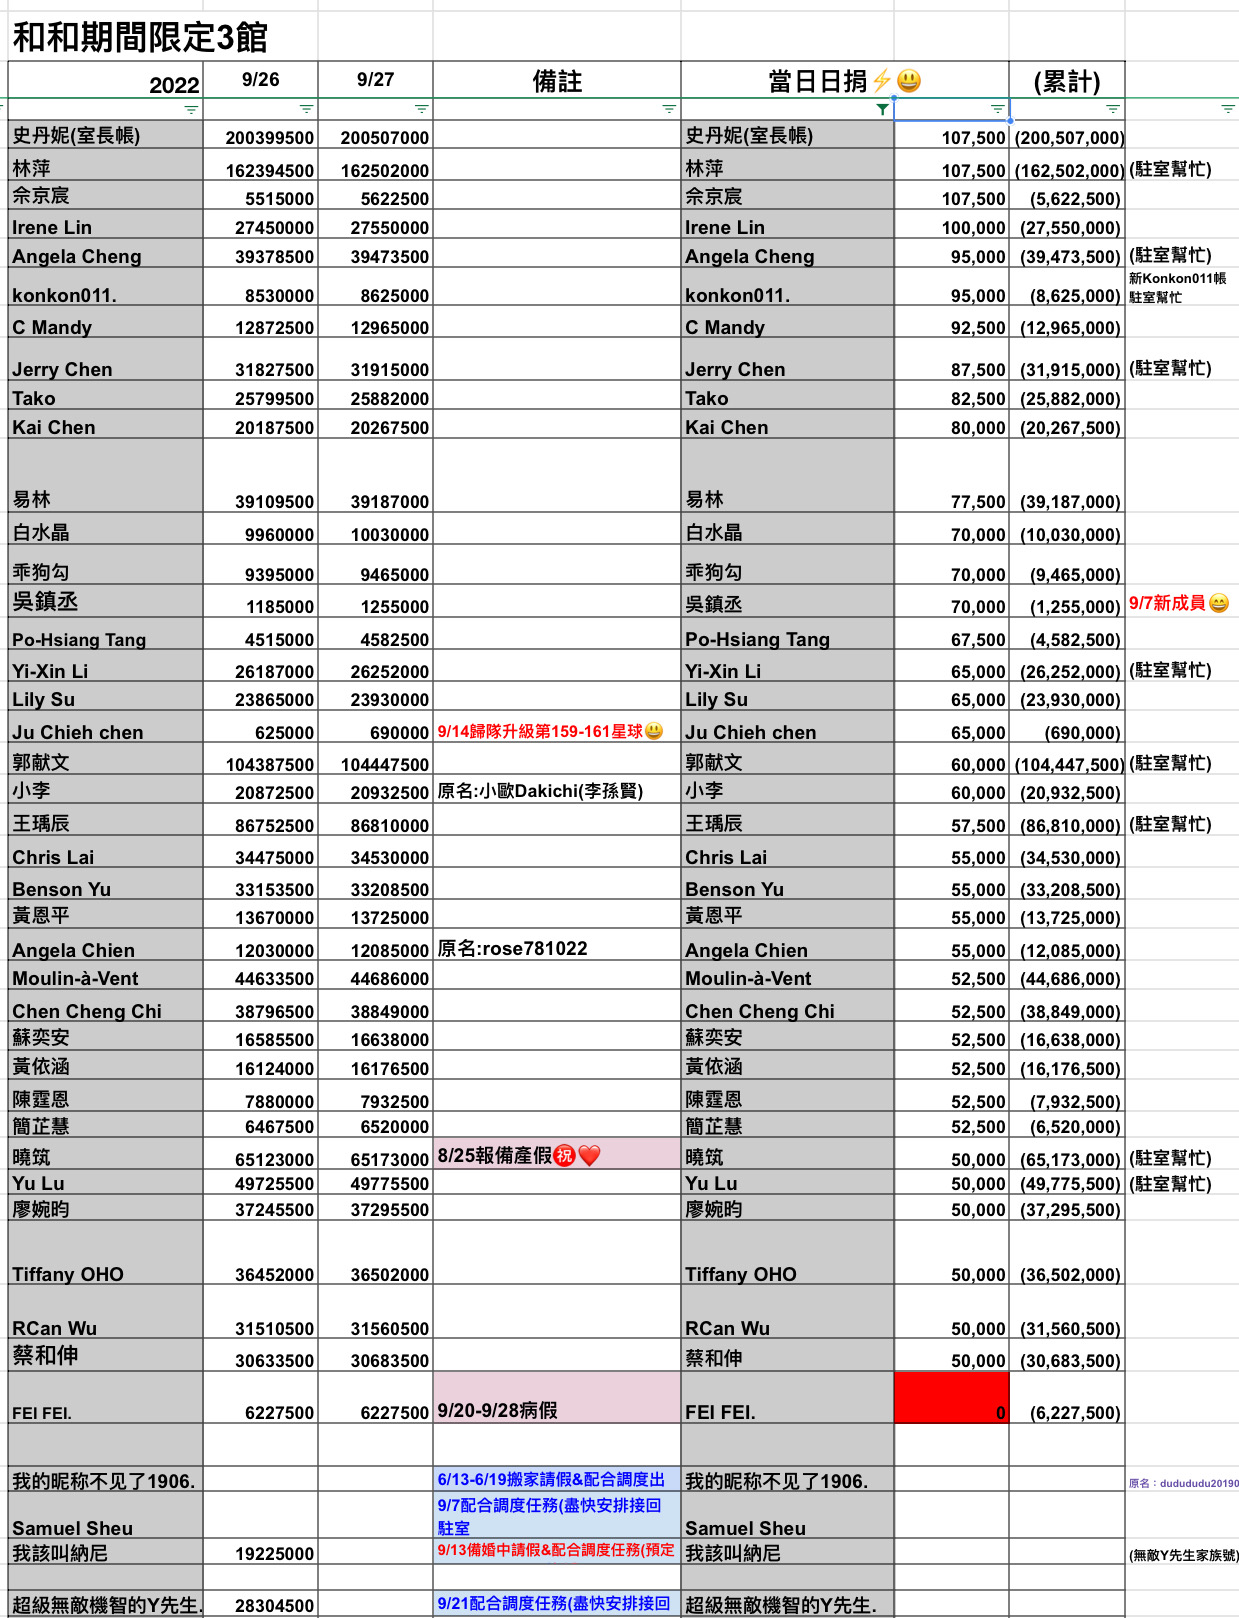 和和期間限定3館
2022 9/26 9/27 備註 當日日捐⚡😃 (累計)
史丹妮(室長帳) 200399500 200507000 史丹妮(室長帳) 107,500 (200,507,000)
林萍 162394500 162502000 林萍 107,500 (162,502,000) (駐室幫忙)
佘京宸 5515000 5622500 佘京宸 107,500 (5,622,500)
Irene Lin 27450000 27550000 Irene Lin 100,000 (27,550,000)
Angela Cheng 39378500 39473500 Angela Cheng 95,000 (39,473,500) (駐室幫忙)
新Konkon011帳
konkon011. 8530000 8625000 konkon011. 95,000 (8,625,000) 駐室幫忙
C Mandy 12872500 12965000 C Mandy 92,500 (12,965,000)
Jerry Chen 31827500 31915000 Jerry Chen 87,500 (31,915,000) (駐室幫忙)
Tako 25799500 25882000 Tako 82,500 (25,882,000)
Kai Chen 20187500 20267500 Kai Chen 80,000 (20,267,500)
易林 39109500 39187000 易林 77,500 (39,187,000)
白水晶 9960000 10030000 白水晶 70,000 (10,030,000)
乖狗勾 9395000 9465000 乖狗勾 70,000 (9,465,000)
吳鎮丞 1185000 1255000 吳鎮丞 70,000 (1,255,000) 9/7新成員😄
Po-Hsiang Tang 4515000 4582500 Po-Hsiang Tang 67,500 (4,582,500)
Yi-Xin Li 26187000 26252000 Yi-Xin Li 65,000 (26,252,000) (駐室幫忙)
Lily Su 23865000 23930000 Lily Su 65,000 (23,930,000)
Ju Chieh chen 625000 690000 9/14歸隊升級第159-161星球😃 Ju Chieh chen 65,000 (690,000)
郭献文 104387500 104447500 郭献文 60,000 (104,447,500) (駐室幫忙)
小李 20872500 20932500 原名:小歐Dakichi(李孫賢) 小李 60,000 (20,932,500)
王瑀辰 86752500 86810000 王瑀辰 57,500 (86,810,000) (駐室幫忙)
Chris Lai 34475000 34530000 Chris Lai 55,000 (34,530,000)
Benson Yu 33153500 33208500 Benson Yu 55,000 (33,208,500)
黃恩平 13670000 13725000 黃恩平 55,000 (13,725,000)
Angela Chien 12030000 12085000 原名:rose781022 Angela Chien 55,000 (12,085,000)
Moulin-à-Vent 44633500 44686000 Moulin-à-Vent 52,500 (44,686,000)
Chen Cheng Chi 38796500 38849000 Chen Cheng Chi 52,500 (38,849,000)
蘇奕安 16585500 16638000 蘇奕安 52,500 (16,638,000)
黃依涵 16124000 16176500 黃依涵 52,500 (16,176,500)
陳霆恩 7880000 7932500 陳霆恩 52,500 (7,932,500)
簡芷慧 6467500 6520000 簡芷慧 52,500 (6,520,000)
曉筑 65123000 65173000 8/25報備產假㊗️❤️ 曉筑 50,000 (65,173,000) (駐室幫忙)
Yu Lu 49725500 49775500 Yu Lu 50,000 (49,775,500) (駐室幫忙)
廖婉昀 37245500 37295500 廖婉昀 50,000 (37,295,500)
Tiffany OHO 36452000 36502000 Tiffany OHO 50,000 (36,502,000)
RCan Wu 31510500 31560500 RCan Wu 50,000 (31,560,500)
蔡和伸 30633500 30683500 蔡和伸 50,000 (30,683,500)
FEI FEI. 6227500 6227500 9/20-9/28病假 FEI FEI. 0 (6,227,500)
我的昵称不见了1906. 6/13-6/19搬家請假&配合調度出 我的昵称不见了1906. 原名：dudududu20190
9/7配合調度任務(盡快安排接回
Samuel Sheu 駐室 Samuel Sheu
我該叫納尼 19225000 9/13備婚中請假&配合調度任務(預定 我該叫納尼 (無敵Y先生家族號)
超級無敵機智的Y先生. 28304500 9/21配合調度任務(盡快安排接回 超級無敵機智的Y先生.